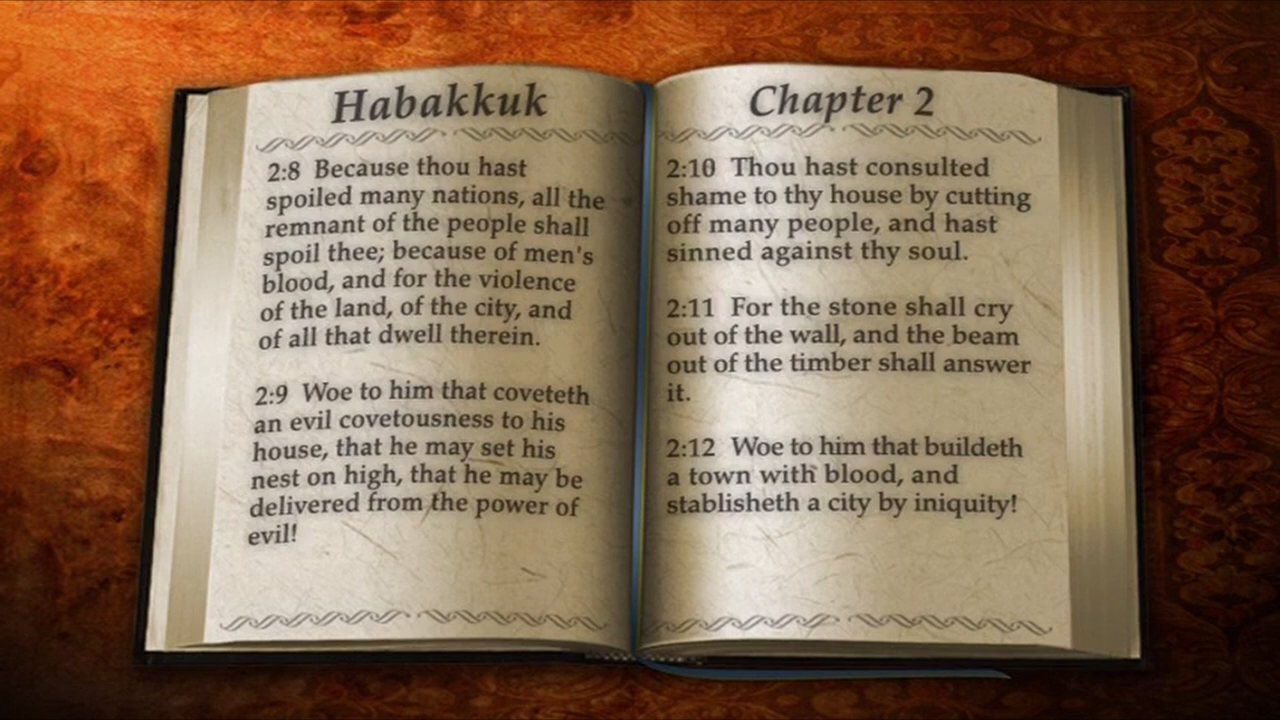 Habakkuk
2:8 Because thou hast
spoiled many nations, all the
remnant of the people shall
spoil thee; because of men's
blood, and for the violence
of the land, of the city, and
of all that dwell therein.
2:9 Woe to him that coveteth
an evil covetousness to his
house, that he may set his
nest on high, that he may be
delivered from the power of
evil!
Chapter 2
2:10 Thou hast consulted
shame to thy house by cutting
off many people, and hast
sinned against thy soul.
2:11 For the stone shall cry
out of the wall, and the beam
out of the timber shall answer
it.
2:12 Woe to him that buildeth
a town with blood, and
stablisheth a city by iniquity!